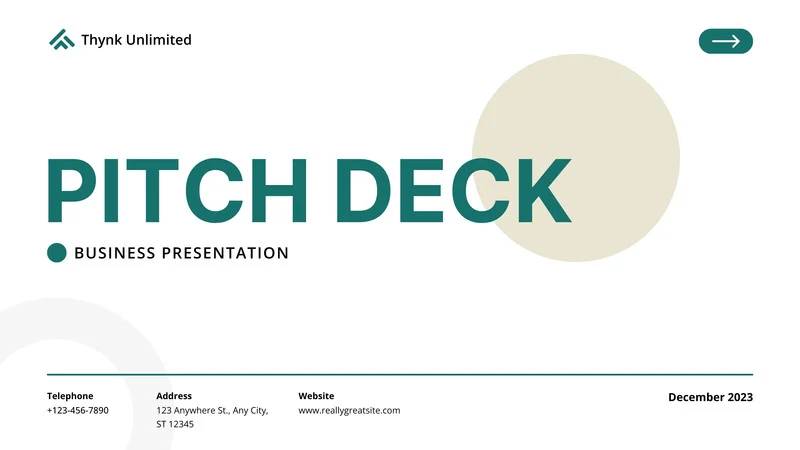 Thynk Unlimited
PITCH DECK
BUSINESS PRESENTATION
Telephone
+123-456-7890
Address
123 Anywhere St., Any City,
ST 12345
Website
www.reallygreatsite.com
December 2023